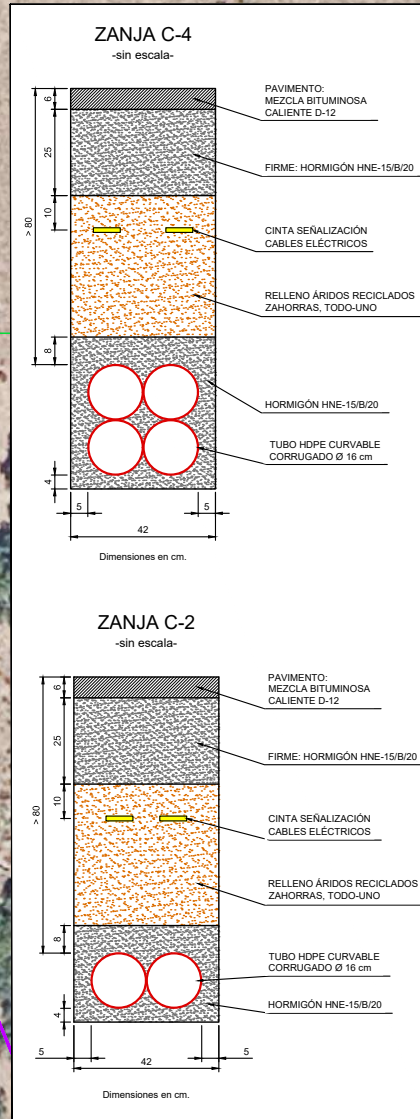 ZANJA C-4
-sin escala-
6
25
10
> 80
8
4
5
5
42
PAVIMENTO:
MEZCLA BITUMINOSA
CALIENTE D-12
FIRME: HORMIGÓN HNE-15/B/20
CINTA SEÑALIZACIÓN
CABLES ELÉCTRICOS
RELLENO ÁRIDOS RECICLADOS
ZAHORRAS, TODO-UNO
HORMIGÓN HNE-15/B/20
TUBO HDPE CURVABLE
CORRUGADO Ø 16 cm
Dimensiones en cm.
ZANJA C-2
-sin escala-
6
25
10
> 80
8
4
5
5
42
PAVIMENTO:
MEZCLA BITUMINOSA
CALIENTE D-12
FIRME: HORMIGÓN HNE-15/B/20
CINTA SEÑALIZACIÓN
CABLES ELÉCTRICOS
RELLENO ÁRIDOS RECICLADOS
ZAHORRAS, TODO-UNO
TUBO HDPE CURVABLE
CORRUGADO Ø 16 cm
HORMIGÓN HNE-15/B/20
Dimensiones en cm.